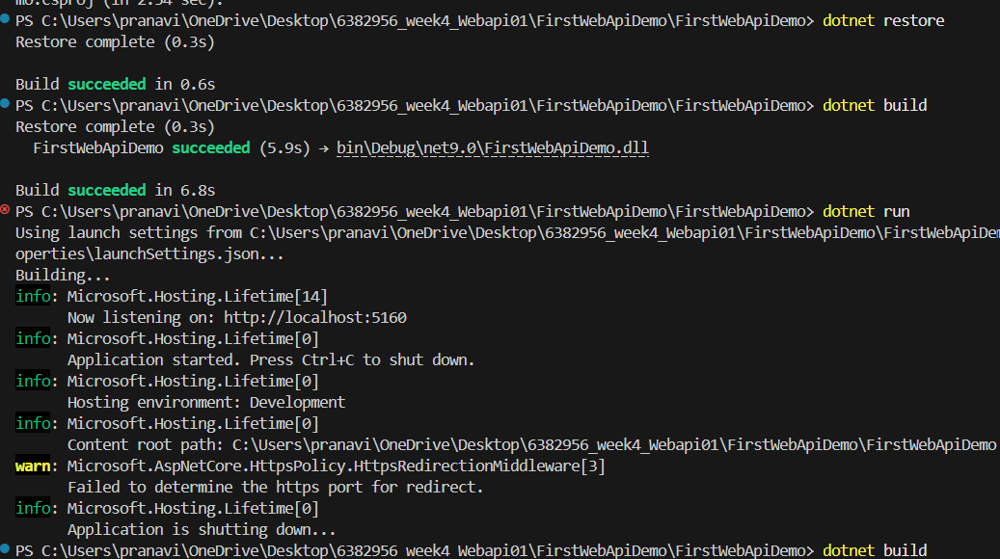 mo.csproj (in 2.54 sec).
PS C:\Users\pranavi\OneDrive\Desktop\6382956_week4_Webapi01\FirstWebApiDemo\FirstWebApiDemo> dotnet restore
Restore complete (0.3s)
Build succeeded in 0.6s
PS C:\Users\pranavi\OneDrive\Desktop\6382956_week4_Webapi01\FirstWebApiDemo\FirstWebApiDemo> dotnet build
Restore complete (0.3s)
FirstWebApiDemo succeeded (5.9s) → bin\Debug\net9.0\FirstWebApiDemo.dll
Build succeeded in 6.8s
PS C:\Users\pranavi\OneDrive\Desktop\6382956_week4_Webapi01\FirstWebApiDemo\FirstWebApiDemo> dotnet run
Using launch settings from C:\Users\pranavi\OneDrive\Desktop\6382956_week4_Webapi01\FirstWebApiDemo\FirstWebApiDem
operties\launchSettings.json...
Building...
info: Microsoft.Hosting.Lifetime[14]
Now listening on: http://localhost:5160
info: Microsoft.Hosting.Lifetime[0]
Application started. Press Ctrl+C to shut down.
info: Microsoft.Hosting.Lifetime[0]
Hosting environment: Development
info: Microsoft.Hosting.Lifetime[0]
Content root path: C:\Users\pranavi\OneDrive\Desktop\6382956_week4_Webapi01\FirstWebApiDemo\FirstWebApiDemo
warn: Microsoft.AspNetCore.HttpsPolicy.HttpsRedirectionMiddleware[3]
Failed to determine the https port for redirect.
info: Microsoft.Hosting.Lifetime[0]
Application is shutting down...
PS C:\Users\pranavi\OneDrive\Desktop\6382956_week4_Webapi01\FirstWebApiDemo\FirstWebApiDemo> dotnet build